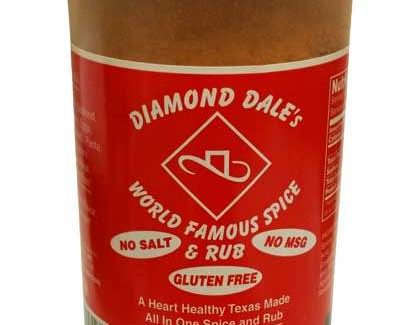 DIAMOND DALE'S
WORLD FAMOUS SPICE
& RUB
NO SALT
NO MSG
GLUTEN FREE
A Heart Healthy Texas Made
All In One Spice and Rub